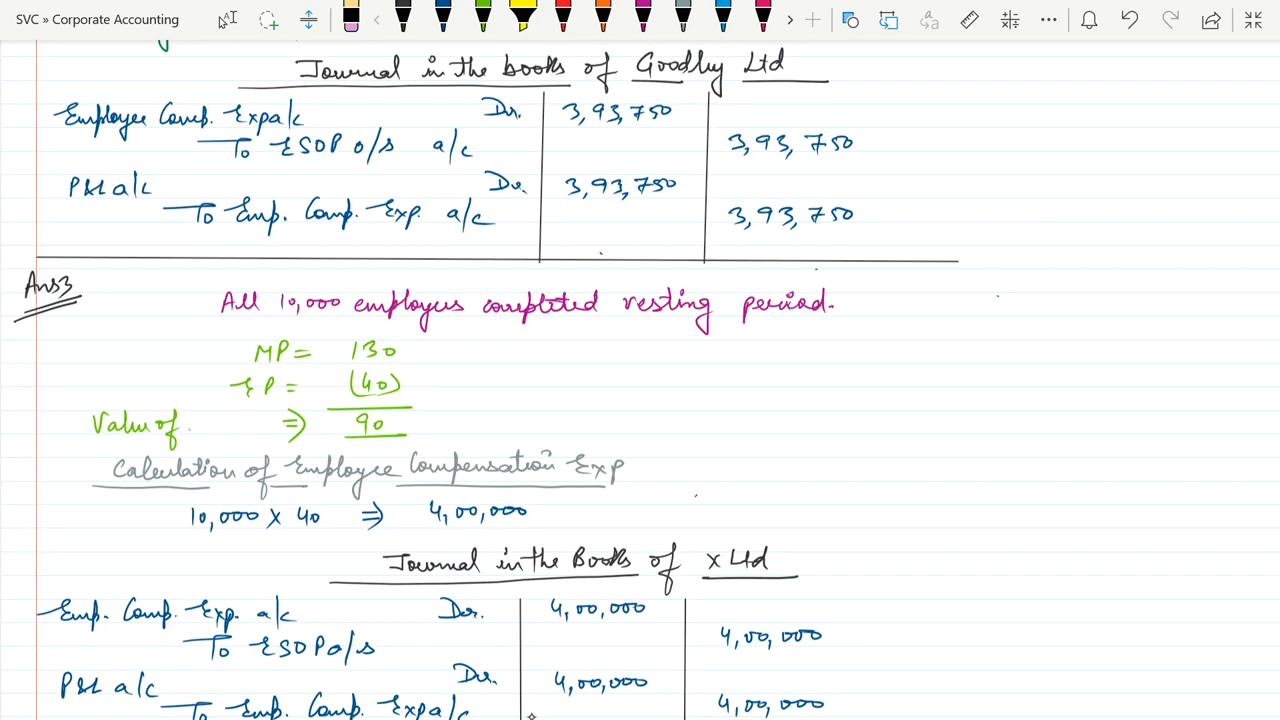 SVC » Corporate Accounting
Journal in the books of Goodluy Ltd
Employee Comp. Exp a/c Dr. 3,93,750
To ESOP o/s a/c 3,93,750
P&L a/c Dr. 3,93,750
To Emp. Comp. Exp. a/c 3,93,750
Ans3
All 10,000 employees completed vesting period.
MP = 130
EP = (40)
Value of ⇒ 90
Calculation of Employee Compensation Exp
10,000 x 40 ⇒ 4,00,000
Journal in the Books of x Ltd
Emp. Comp. Exp. a/c Dr. 4,00,000
To ESOP o/s 4,00,000
P&L a/c Dr. 4,00,000
To Emp. Comp. Exp a/c 4,00,000